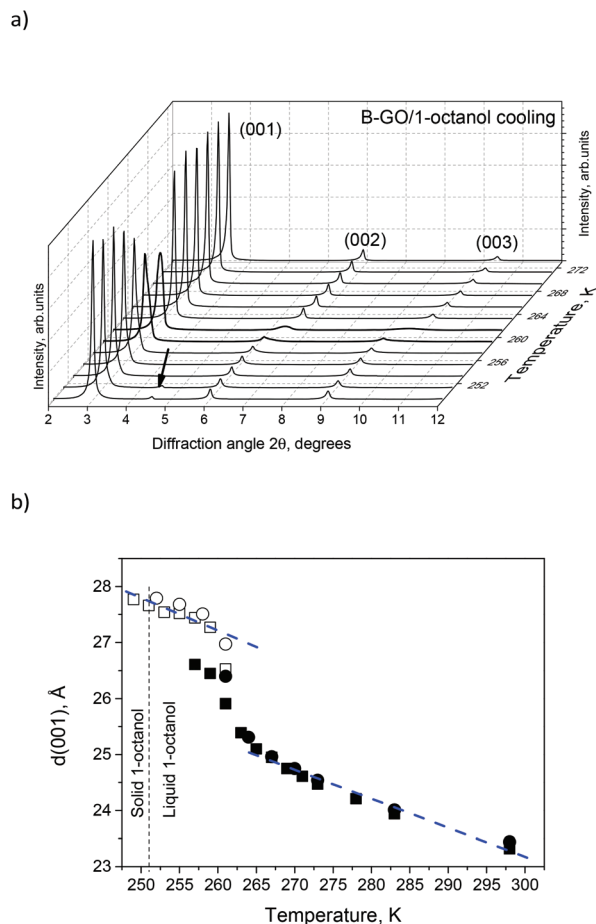 a)
B-GO/1-octanol cooling
(001)
(002)
(003)
Intensity, arb.units
Intensity, arb.units
272
268
264
260
256
252
Temperature, K
2 3 4 5 6 7 8 9 10 11 12
Diffraction angle 2θ, degrees
b)
28
27
26
25
24
23
d(001), Å
Solid 1-octanol
Liquid 1-octanol
250 255 260 265 270 275 280 285 290 295 300
Temperature, K